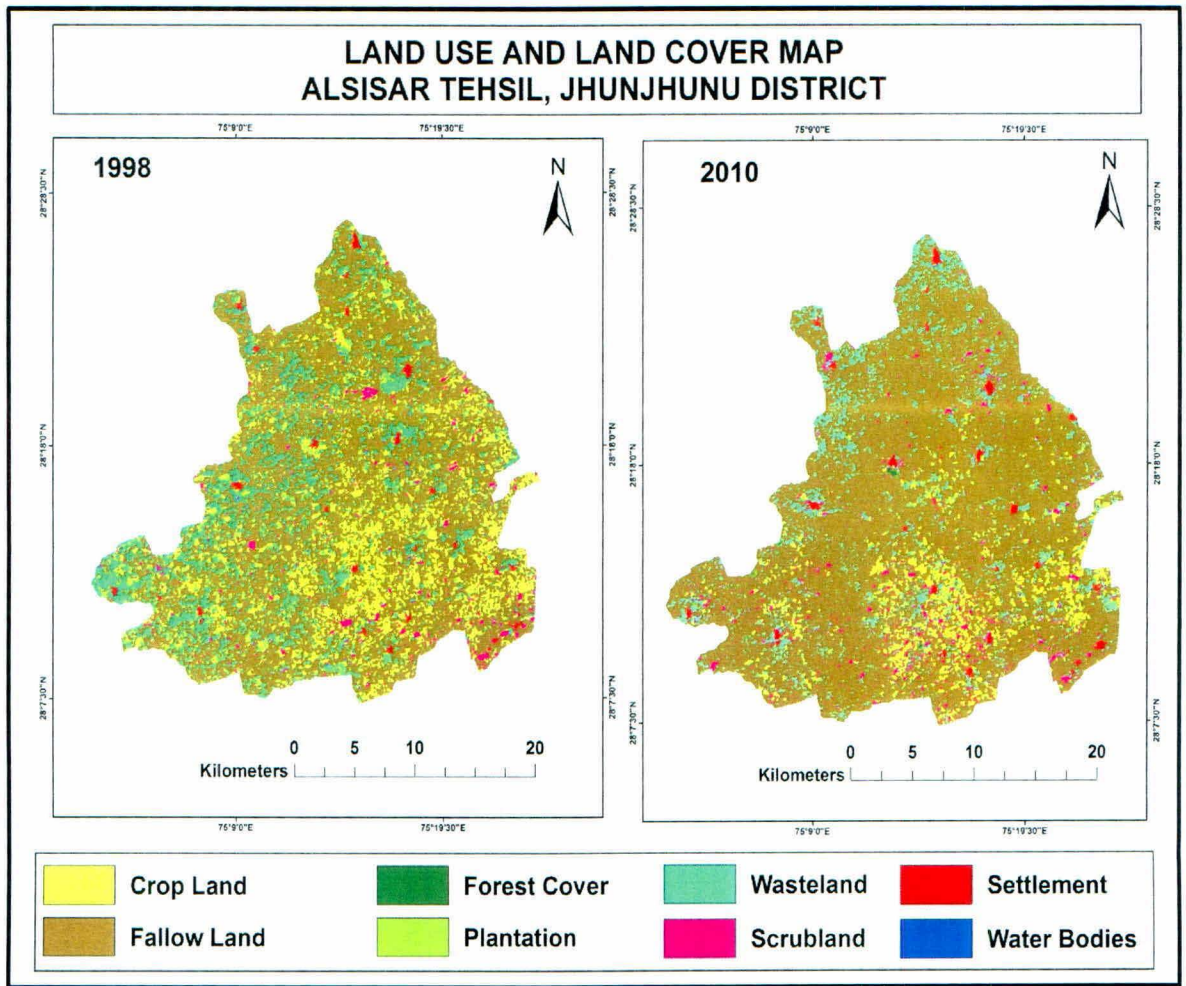 LAND USE AND LAND COVER MAP
ALSISAR TEHSIL, JHUNJHUNU DISTRICT
75°9'0"E
75°19'30"E
75°9'0"E
75°19'30"E
1998
N
2010
N
28°28'30"N
28°28'30"N
28°28'30"N
28°28'30"N
28°18'0"N
28°18'0"N
28°18'0"N
28°18'0"N
28°7'30"N
28°7'30"N
28°7'30"N
28°7'30"N
0 5 10 20
Kilometers
0 5 10 20
Kilometers
75°9'0"E
75°19'30"E
75°9'0"E
75°19'30"E
Crop Land
Forest Cover
Wasteland
Settlement
Fallow Land
Plantation
Scrubland
Water Bodies